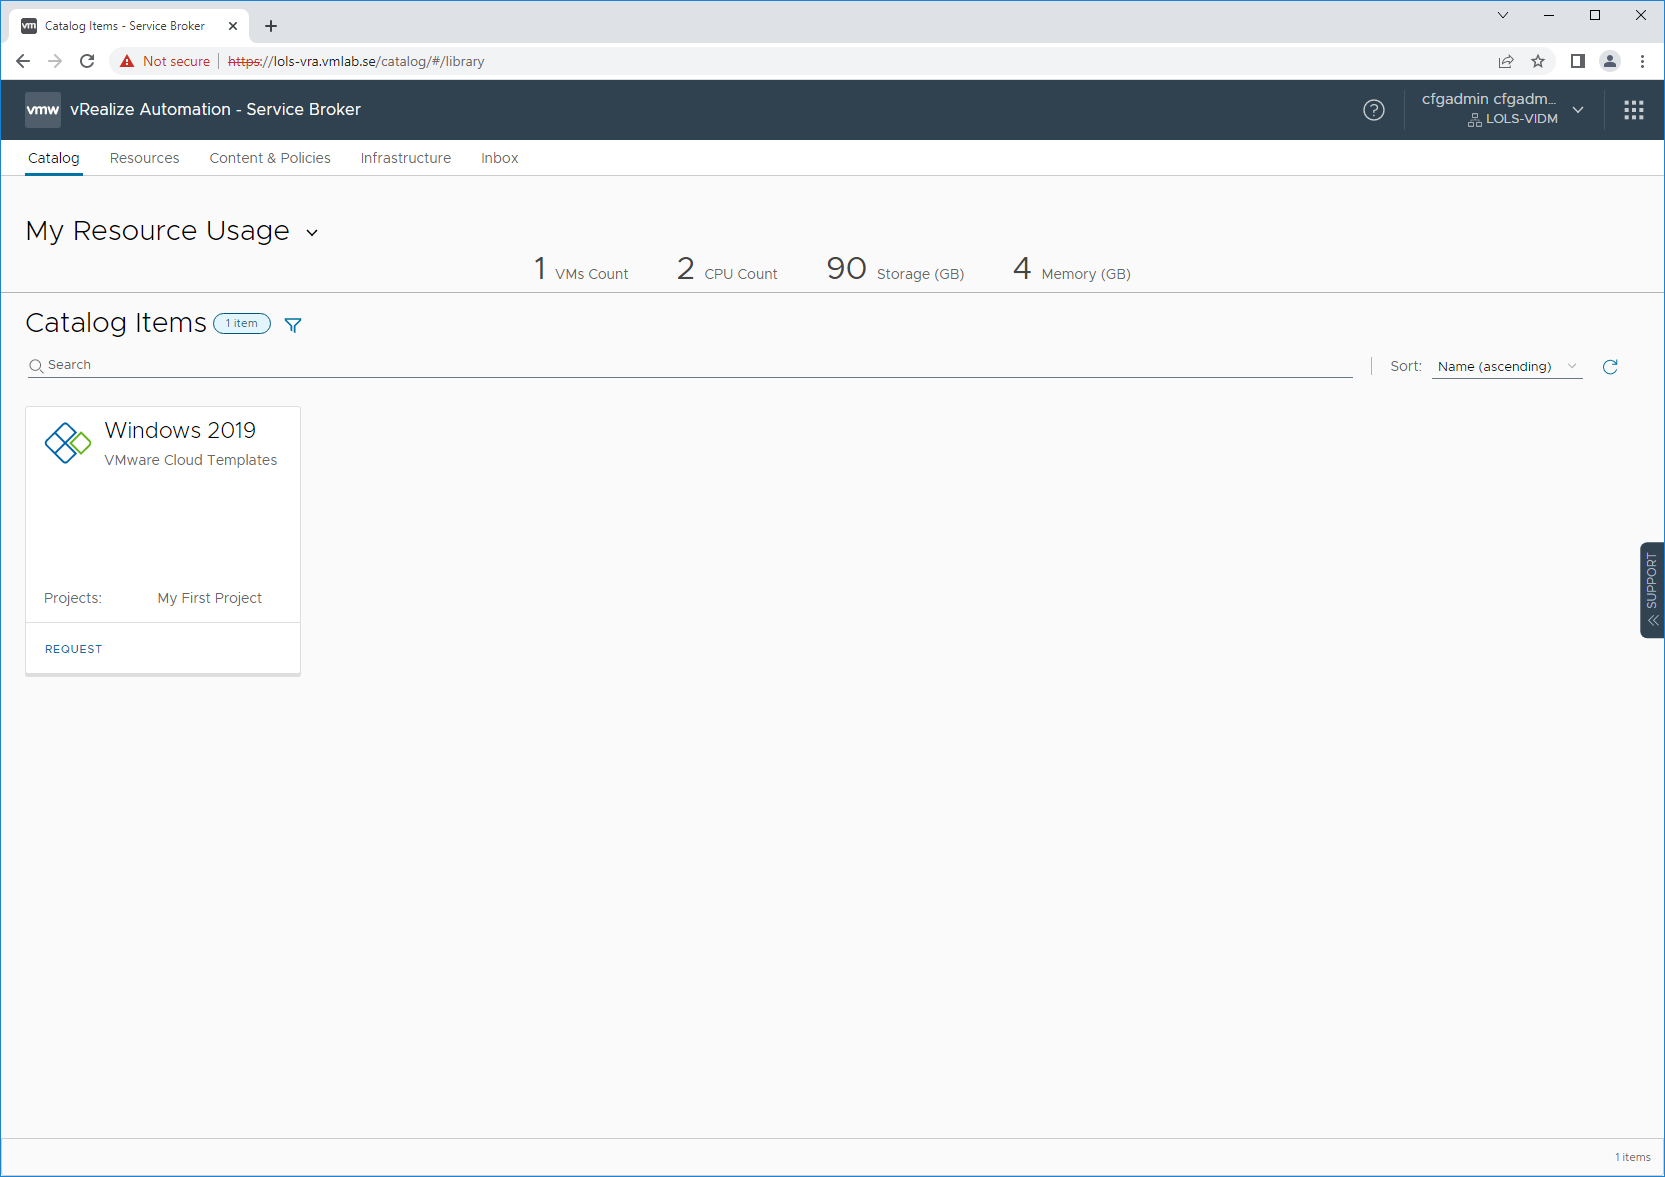 vm Catalog Items - Service Broker
Not secure https://lols-vra.vmlab.se/catalog/#/library
vmw vRealize Automation - Service Broker
cfgadmin cfgadm...
LOLS-VIDM
Catalog Resources Content & Policies Infrastructure Inbox
My Resource Usage
1 VMs Count 2 CPU Count 90 Storage (GB) 4 Memory (GB)
Catalog Items 1 item
Search Sort: Name (ascending)
Windows 2019
VMware Cloud Templates
SUPPORT
Projects: My First Project
REQUEST
1 items